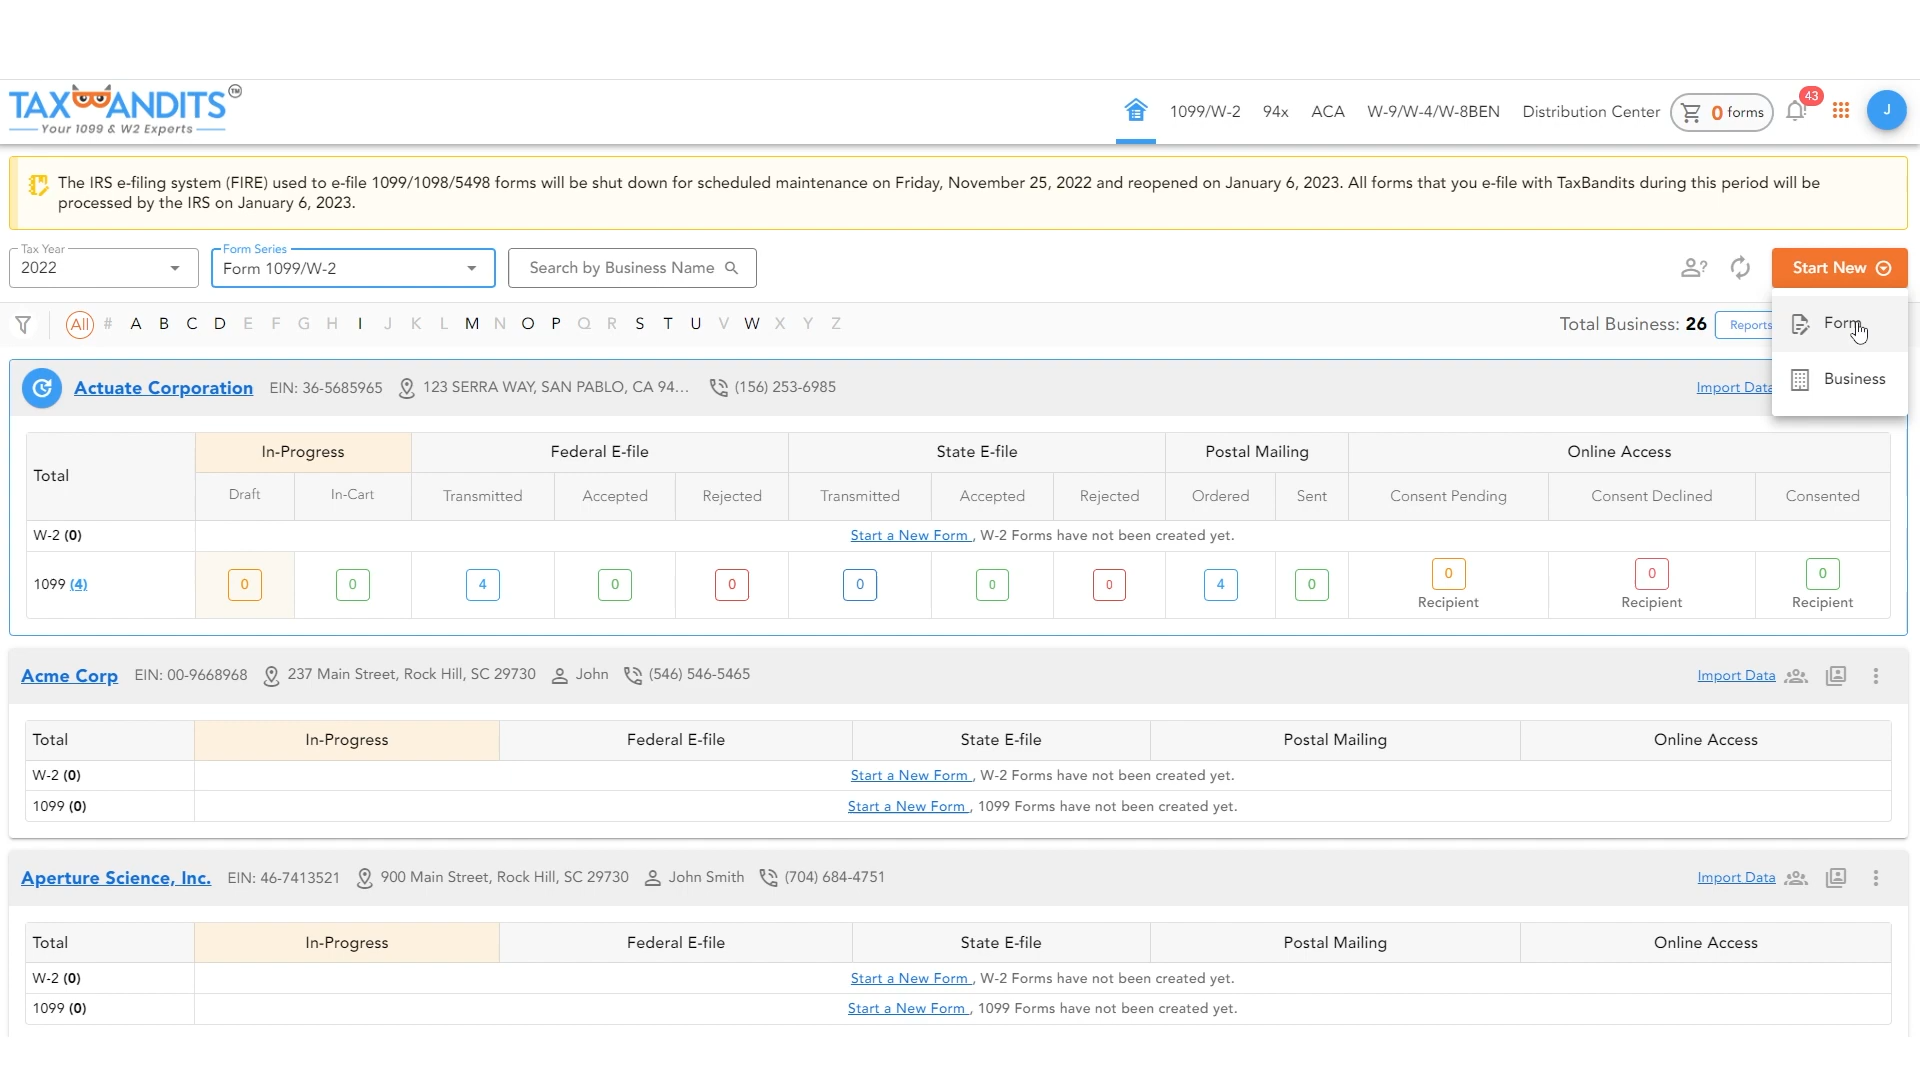 TAXBANDITS TM
Your 1099 & W2 Experts
1099/W-2 94x ACA W-9/W-4/W-8BEN Distribution Center 0 forms 43 J
The IRS e-filing system (FIRE) used to e-file 1099/1098/5498 forms will be shut down for scheduled maintenance on Friday, November 25, 2022 and reopened on January 6, 2023. All forms that you e-file with TaxBandits during this period will be
processed by the IRS on January 6, 2023.
Tax Year Form Series
2022 Form 1099/W-2 Search by Business Name ? Start New
All # A B C D E F G H I J K L M N O P Q R S T U V W X Y Z Total Business: 26 Reports Form
Business
Actuate Corporation EIN: 36-5685965 123 SERRA WAY, SAN PABLO, CA 94... (156) 253-6985 Import Data
Total In-Progress Federal E-file State E-file Postal Mailing Online Access
Draft In-Cart Transmitted Accepted Rejected Transmitted Accepted Rejected Ordered Sent Consent Pending Consent Declined Consented
W-2 (0) Start a New Form , W-2 Forms have not been created yet.
1099 (4) 0 0 4 0 0 0 0 0 4 0 0 0 0
Recipient Recipient Recipient
Acme Corp EIN: 00-9668968 237 Main Street, Rock Hill, SC 29730 John (546) 546-5465 Import Data
Total In-Progress Federal E-file State E-file Postal Mailing Online Access
W-2 (0) Start a New Form , W-2 Forms have not been created yet.
1099 (0) Start a New Form , 1099 Forms have not been created yet.
Aperture Science, Inc. EIN: 46-7413521 900 Main Street, Rock Hill, SC 29730 John Smith (704) 684-4751 Import Data
Total In-Progress Federal E-file State E-file Postal Mailing Online Access
W-2 (0) Start a New Form , W-2 Forms have not been created yet.
1099 (0) Start a New Form , 1099 Forms have not been created yet.